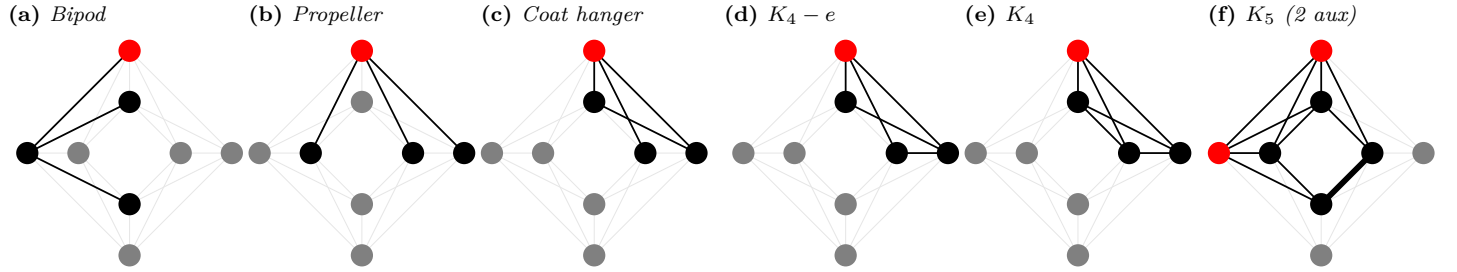 (a) Bipod
(b) Propeller
(c) Coat hanger
(d) K₄ − e
(e) K₄
(f) K₅ (2 aux)